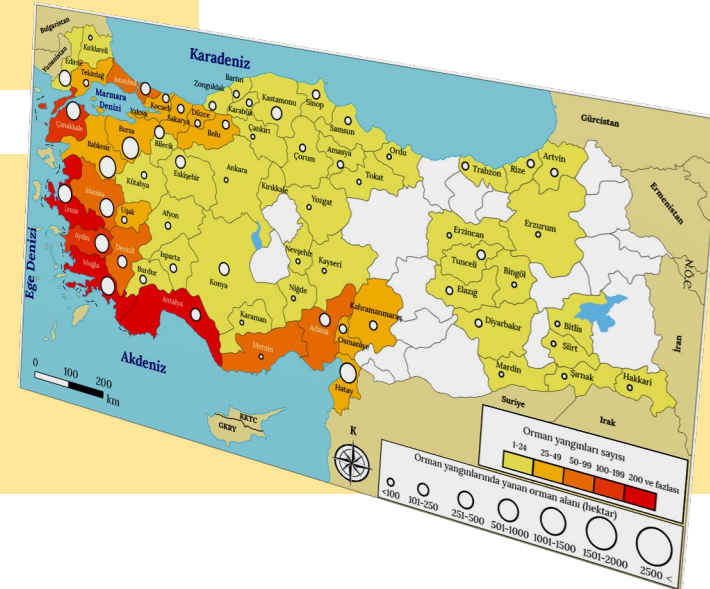 Bulgaristan
Yunanistan
Kırklareli
Edirne
Tekirdağ
İstanbul
Karadeniz
Marmara
Denizi
Yalova
Kocaeli
Sakarya
Düzce
Bolu
Zonguldak
Bartın
Karabük
Kastamonu
Sinop
Çankırı
Samsun
Çanakkale
Balıkesir
Bursa
Bilecik
Eskişehir
Kütahya
Ankara
Kırıkkale
Çorum
Amasya
Ordu
Tokat
Yozgat
Trabzon
Rize
Artvin
Gürcistan
Ermenistan
N.Ö.C.
İran
Manisa
İzmir
Uşak
Afyon
Aydın
Denizli
Muğla
Burdur
Isparta
Konya
Nevşehir
Kayseri
Niğde
Erzincan
Erzurum
Tunceli
Bingöl
Elazığ
Diyarbakır
Bitlis
Siirt
Mardin
Şırnak
Hakkari
Antalya
Karaman
Mersin
Adana
Osmaniye
Kahramanmaraş
Hatay
Ege Denizi
Akdeniz
0 100 200
km
KKTC
GKRY
K
Suriye
Irak
Orman yangınları sayısı
1-24 25-49 50-99 100-199 200 ve fazlası
Orman yangınlarında yanan orman alanı (hektar)
<100 101-250 251-500 501-1000 1001-1500 1501-2000 2500 <